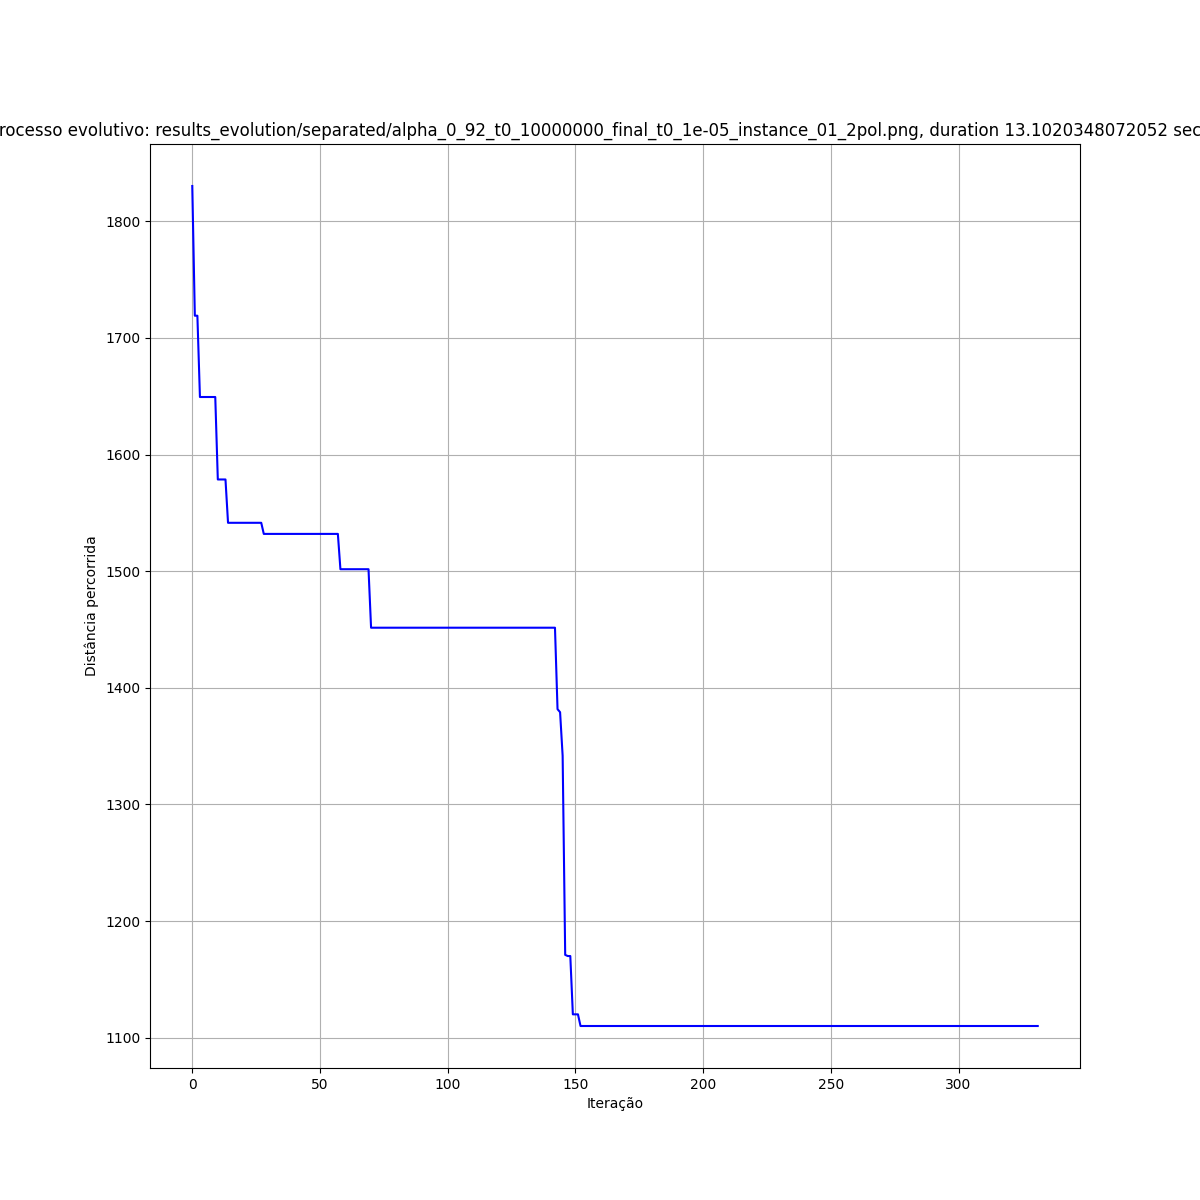 rocesso evolutivo: results_evolution/separated/alpha_0_92_t0_10000000_final_t0_1e-05_instance_01_2pol.png, duration 13.1020348072052 sec
1800
1700
1600
1500
1400
1300
1200
1100
Distância percorrida
0 50 100 150 200 250 300
Iteração